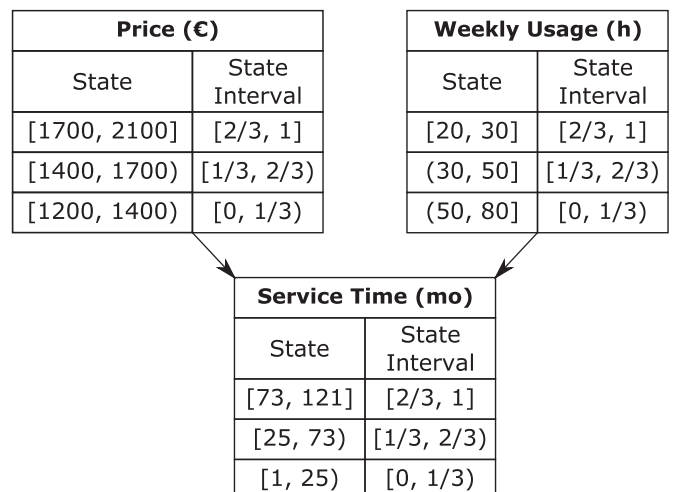 Price (€)
State State Interval
[1700, 2100] [2/3, 1]
[1400, 1700) [1/3, 2/3)
[1200, 1400) [0, 1/3)
Weekly Usage (h)
State State Interval
[20, 30] [2/3, 1]
(30, 50] [1/3, 2/3)
(50, 80] [0, 1/3)
Service Time (mo)
State State Interval
[73, 121] [2/3, 1]
[25, 73) [1/3, 2/3)
[1, 25) [0, 1/3)